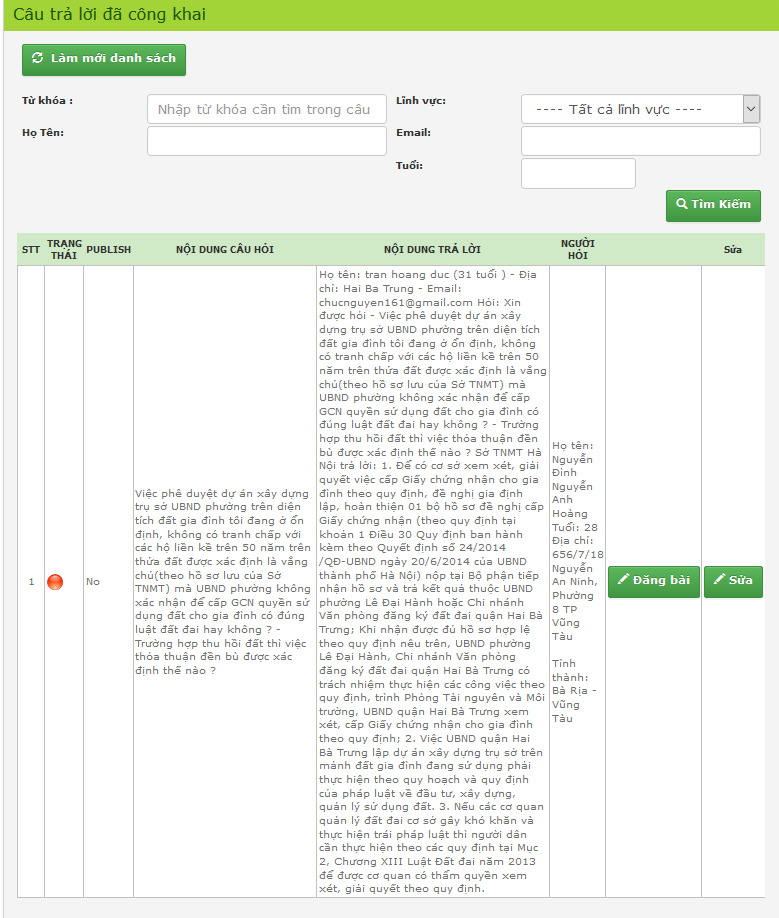 Câu trả lời đã công khai
Làm mới danh sách
Từ khóa :
Nhập từ khóa cần tìm trong câu
Lĩnh vực:
---- Tất cả lĩnh vực ----
Họ Tên:
Email:
Tuổi:
Tìm Kiếm
STT
TRẠNG THÁI
PUBLISH
NỘI DUNG CÂU HỎI
NỘI DUNG TRẢ LỜI
NGƯỜI HỎI
Sửa
1
No
Việc phê duyệt dự án xây dựng
trụ sở UBND phường trên diện
tích đất gia đình tôi đang ở ổn
định, không có tranh chấp với
các hộ liền kề trên 50 năm trên
thửa đất được xác định là vắng
chủ(theo hồ sơ lưu của Sở
TNMT) mà UBND phường không
xác nhận để cấp GCN quyền sử
dụng đất cho gia đình có đúng
luật đất đai hay không ? -
Trường hợp thu hồi đất thì việc
thỏa thuận đền bù được xác
định thế nào ?
Họ tên: tran hoang duc (31 tuổi ) - Địa
chỉ: Hai Ba Trung - Email:
chucnguyen161@gmail.com Hỏi: Xin
được hỏi - Việc phê duyệt dự án xây
dựng trụ sở UBND phường trên diện tích
đất gia đình tôi đang ở ổn định, không
có tranh chấp với các hộ liền kề trên 50
năm trên thửa đất được xác định là vắng
chủ(theo hồ sơ lưu của Sở TNMT) mà
UBND phường không xác nhận để cấp
GCN quyền sử dụng đất cho gia đình có
đúng luật đất đai hay không ? - Trường
hợp thu hồi đất thì việc thỏa thuận đền
bù được xác định thế nào ? Sở TNMT Hà
Nội trả lời: 1. Để có cơ sở xem xét, giải
quyết việc cấp Giấy chứng nhận cho gia
đình theo quy định, đề nghị gia định
lập, hoàn thiện 01 bộ hồ sơ đề nghị cấp
Giấy chứng nhận (theo quy định tại
khoản 1 Điều 30 Quy định ban hành
kèm theo Quyết định số 24/2014
/QĐ-UBND ngày 20/6/2014 của UBND
thành phố Hà Nội) nộp tại Bộ phận tiếp
nhận hồ sơ và trả kết quả thuộc UBND
phường Lê Đại Hành hoặc Chi nhánh
Văn phòng đăng ký đất đai quận Hai Bà
Trưng; Khi nhận được đủ hồ sơ hợp lệ
theo quy định nêu trên, UBND phường
Lê Đại Hành, Chi nhánh Văn phòng
đăng ký đất đai quận Hai Bà Trưng có
trách nhiệm thực hiện các công việc theo
quy định, trình Phòng Tài nguyên và Môi
trường, UBND quận Hai Bà Trưng xem
xét, cấp Giấy chứng nhận cho gia đình
theo quy định; 2. Việc UBND quận Hai
Bà Trưng lập dự án xây dựng trụ sở trên
mảnh đất gia đình đang sử dụng phải
thực hiện theo quy hoạch và quy định
của pháp luật về đầu tư, xây dựng,
quản lý sử dụng đất. 3. Nếu các cơ quan
quản lý đất đai cơ sở gây khó khăn và
thực hiện trái pháp luật thì người dân
cần thực hiện theo các quy định tại Mục
2, Chương XIII Luật Đất đai năm 2013
để được cơ quan có thẩm quyền xem
xét, giải quyết theo quy định.
Họ tên:
Nguyễn
Đình
Nguyễn
Anh
Hoàng
Tuổi: 28
Địa chỉ:
656/7/18
Nguyễn
An Ninh,
Phường
8 TP
Vũng
Tàu
Tỉnh
thành:
Bà Rịa -
Vũng
Tàu
Đăng bài
Sửa